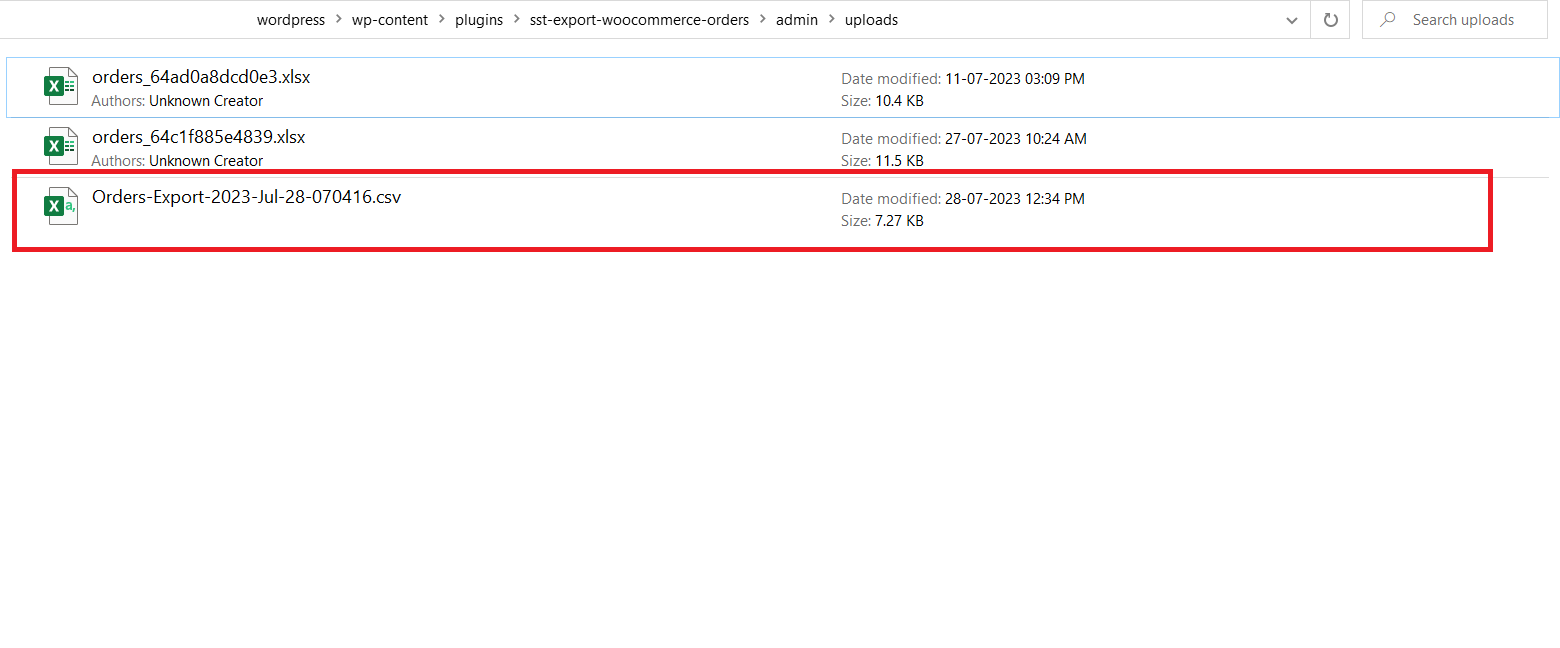 wordpress > wp-content > plugins > sst-export-woocommerce-orders > admin > uploads
Search uploads
orders_64ad0a8dcd0e3.xlsx
Date modified: 11-07-2023 03:09 PM
Authors: Unknown Creator
Size: 10.4 KB
orders_64c1f885e4839.xlsx
Date modified: 27-07-2023 10:24 AM
Authors: Unknown Creator
Size: 11.5 KB
Orders-Export-2023-Jul-28-070416.csv
Date modified: 28-07-2023 12:34 PM
Size: 7.27 KB